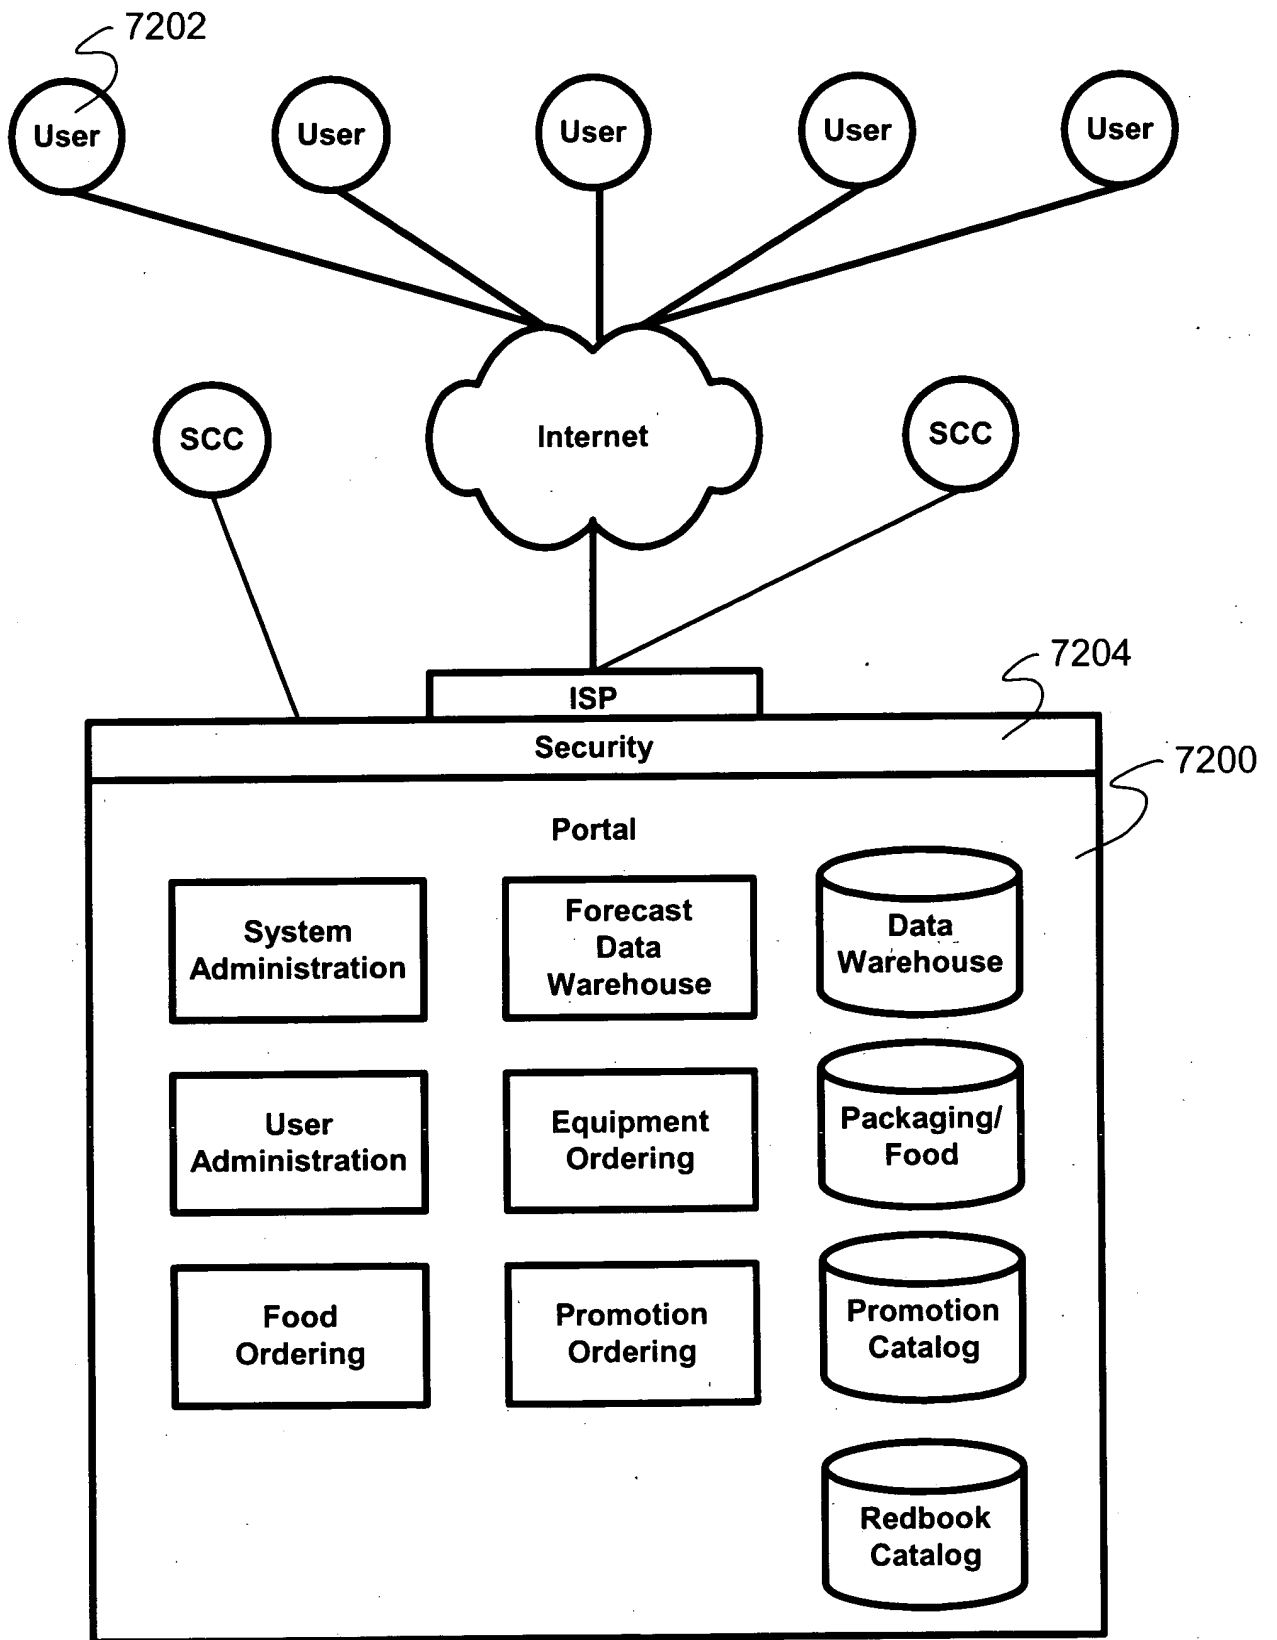 7202
User
User
User
User
User
SCC
Internet
SCC
7204
ISP
Security
7200
Portal
System
Administration
Forecast
Data
Warehouse
Data
Warehouse
User
Administration
Equipment
Ordering
Packaging/
Food
Food
Ordering
Promotion
Ordering
Promotion
Catalog
Redbook
Catalog